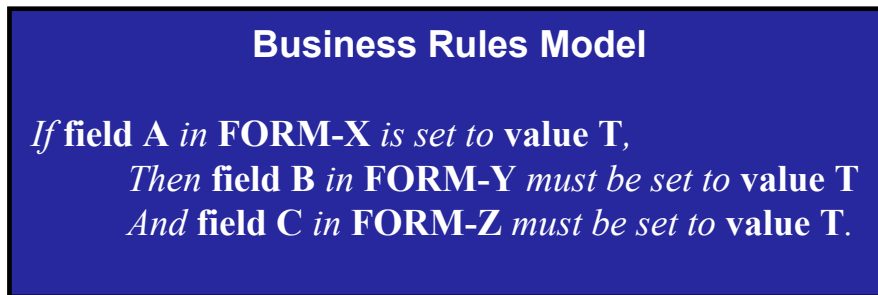 Business Rules Model
If field A in FORM-X is set to value T,
Then field B in FORM-Y must be set to value T
And field C in FORM-Z must be set to value T.